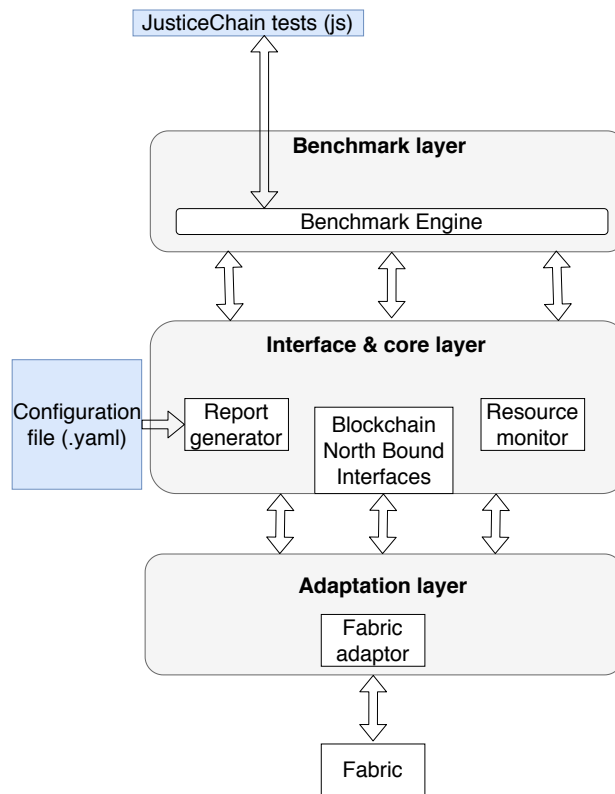 JusticeChain tests (js)
Benchmark layer
Benchmark Engine
Interface & core layer
Configuration
file (.yaml)
Report
generator
Blockchain
North Bound
Interfaces
Resource
monitor
Adaptation layer
Fabric
adaptor
Fabric